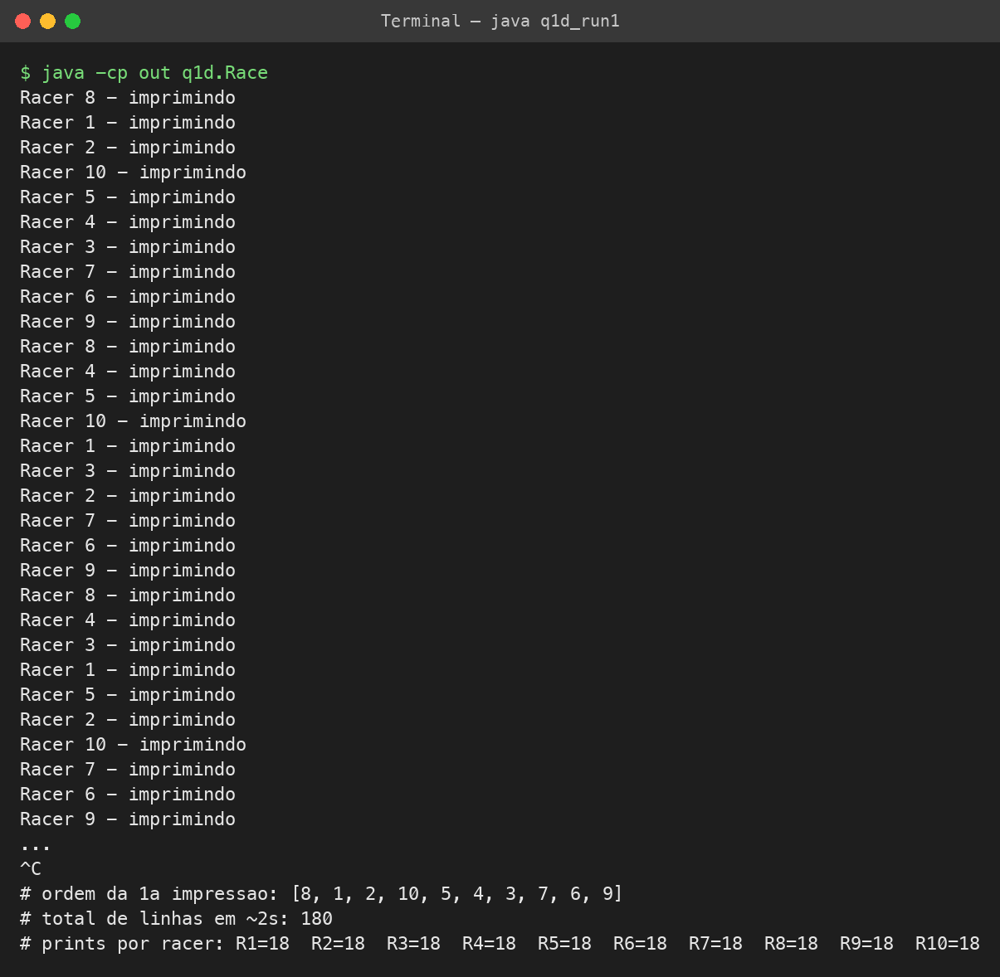 Terminal — java q1d_run1
$ java -cp out q1d.Race
Racer 8 - imprimindo
Racer 1 - imprimindo
Racer 2 - imprimindo
Racer 10 - imprimindo
Racer 5 - imprimindo
Racer 4 - imprimindo
Racer 3 - imprimindo
Racer 7 - imprimindo
Racer 6 - imprimindo
Racer 9 - imprimindo
Racer 8 - imprimindo
Racer 4 - imprimindo
Racer 5 - imprimindo
Racer 10 - imprimindo
Racer 1 - imprimindo
Racer 3 - imprimindo
Racer 2 - imprimindo
Racer 7 - imprimindo
Racer 6 - imprimindo
Racer 9 - imprimindo
Racer 8 - imprimindo
Racer 4 - imprimindo
Racer 3 - imprimindo
Racer 1 - imprimindo
Racer 5 - imprimindo
Racer 2 - imprimindo
Racer 10 - imprimindo
Racer 7 - imprimindo
Racer 6 - imprimindo
Racer 9 - imprimindo
...
^C
# ordem da 1a impressao: [8, 1, 2, 10, 5, 4, 3, 7, 6, 9]
# total de linhas em ~2s: 180
# prints por racer: R1=18  R2=18  R3=18  R4=18  R5=18  R6=18  R7=18  R8=18  R9=18  R10=18